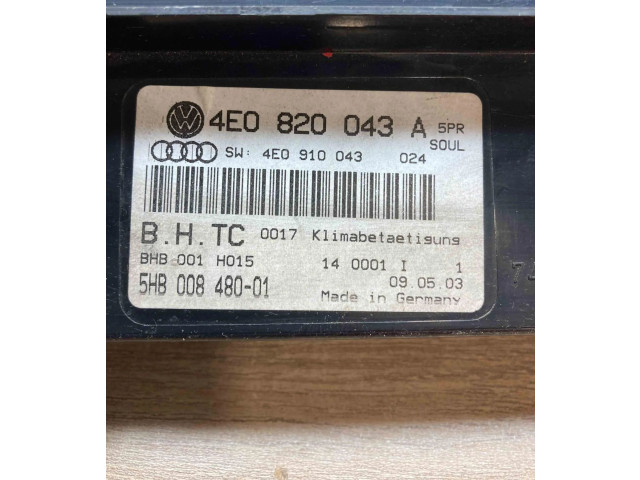 VW 4E0 820 043 A 5PR
SOUL
SW: 4E0 910 043 024
B.H.TC 0017 Klimabetaetigung
BHB 001 H015 14 0001 I 1
5HB 008 480-01 09.05.03
Made in Germany